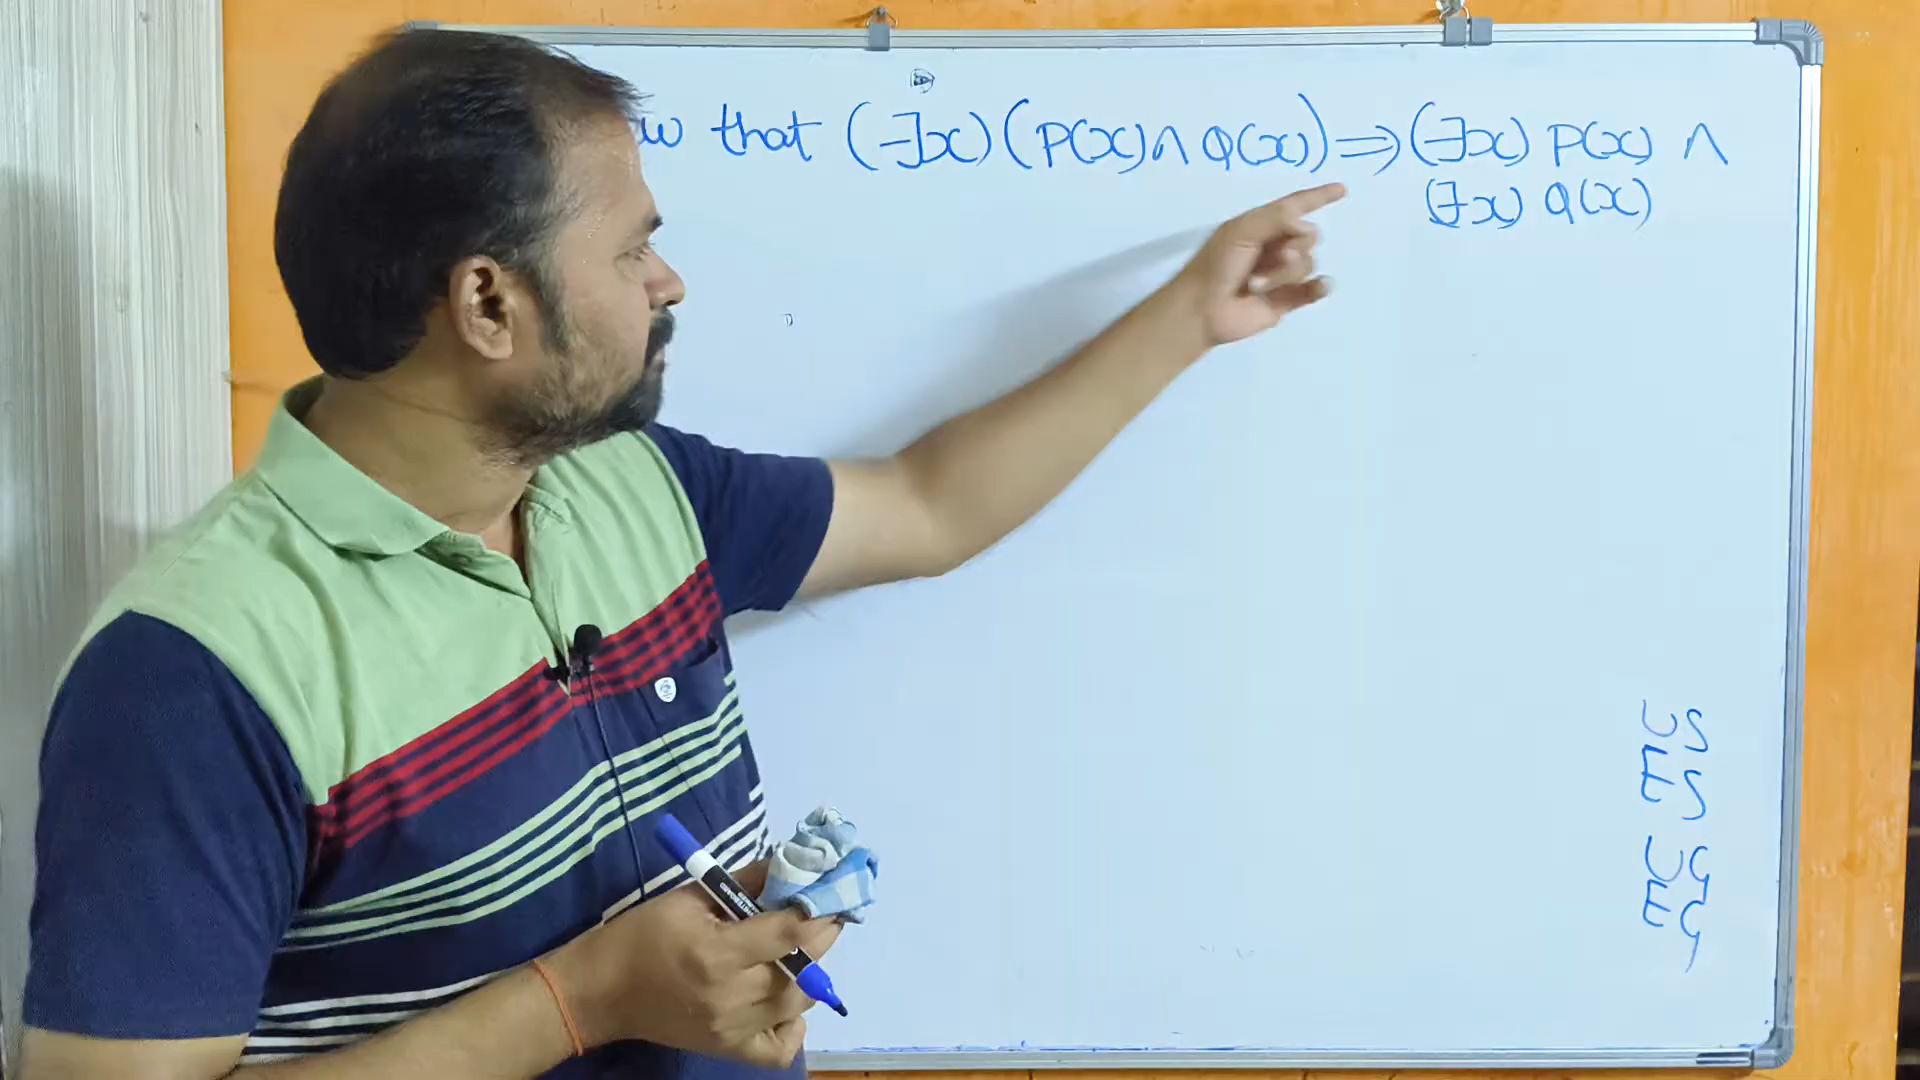 that (∃x) (P(x) ∧ Q(x)) ⇒ (∃x) P(x) ∧
(∃x) Q(x)
US
ES
UG
EG